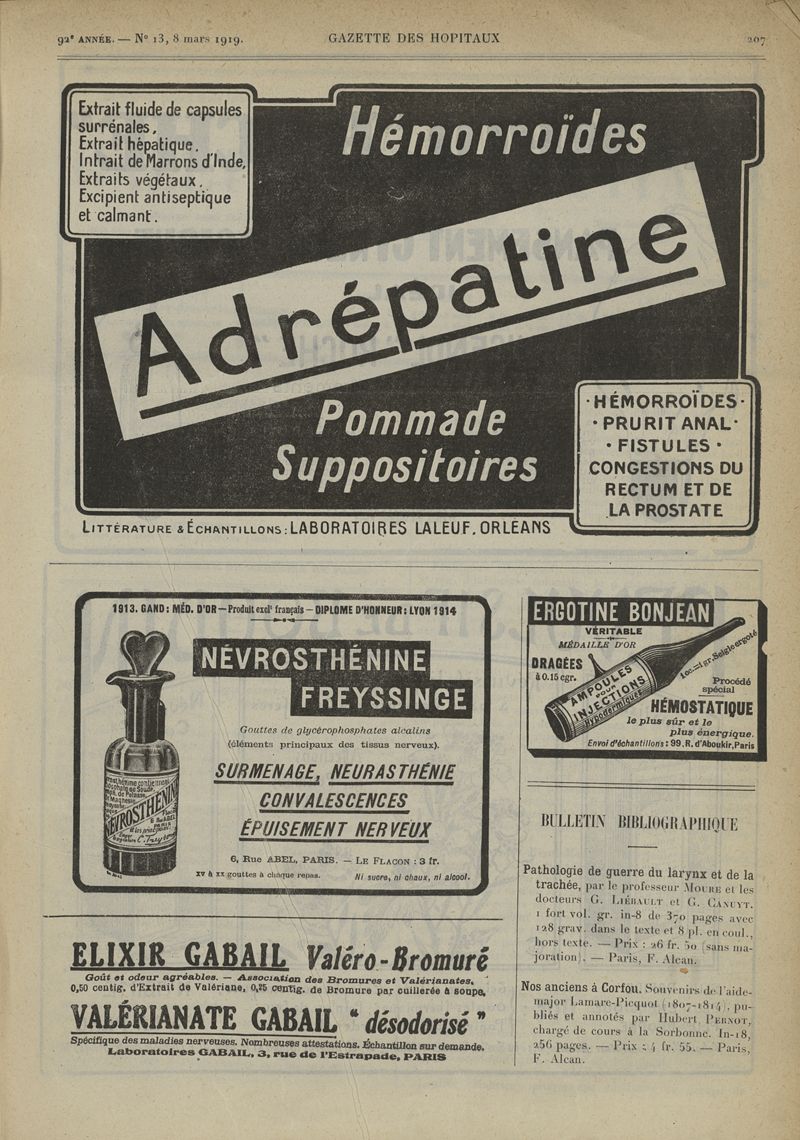 92e ANNÉE. — No 13, 8 mars 1919.
GAZETTE DES HOPITAUX
207
Extrait fluide de capsules
surrénales,
Extrait hépatique.
Intrait de Marrons d'Inde,
Extraits végétaux.
Excipient antiseptique
et calmant.
Hémorroïdes
Adrépatine
Pommade
Suppositoires
· HÉMORROÏDES ·
· PRURIT ANAL ·
· FISTULES ·
CONGESTIONS DU
RECTUM ET DE
LA PROSTATE
LITTÉRATURE & ÉCHANTILLONS : LABORATOIRES LALEUF. ORLÉANS
1913. GAND : MÉD. D'OR — Produit exclt français — DIPLOME D'HONNEUR : LYON 1914
NÉVROSTHÉNINE
FREYSSINGE
Gouttes de glycérophosphates alcalins
(éléments principaux des tissus nerveux).
SURMENAGE, NEURASTHÉNIE
CONVALESCENCES
ÉPUISEMENT NERVEUX
6, Rue ABEL, PARIS. — LE FLACON : 3 fr.
XV à XX gouttes à chaque repas. Ni sucre, ni chaux, ni alcool.
NÉVROSTHÉNINE
ERGOTINE BONJEAN
VÉRITABLE
MÉDAILLE D'OR
DRAGÉES
à 0.15 cgr.
AMPOULES
POUR
INJECTIONS
Hypodermiques
1cc.=1 gr. Seigle ergoté
Procédé
spécial
HÉMOSTATIQUE
le plus sûr et le
plus énergique.
Envoi d'échantillons : 99, R. d'Aboukir, Paris
ELIXIR GABAIL Valéro-Bromuré
Goût et odeur agréables. — Association des Bromures et Valérianates.
0,50 centig. d'Extrait de Valériane, 0,25 centig. de Bromure par cuillerée à soupe.
VALÉRIANATE GABAIL " désodorisé "
Spécifique des maladies nerveuses. Nombreuses attestations. Échantillon sur demande.
Laboratoires GABAIL, 3, rue de l'Estrapade, PARIS
BULLETIN BIBLIOGRAPHIQUE
Pathologie de guerre du larynx et de la
trachée, par le professeur MOURE et les
docteurs G. LIÉBAULT et G. CANUYT.
1 fort vol. gr. in-8 de 370 pages avec
128 grav. dans le texte et 8 pl. en coul.,
hors texte. — Prix : 26 fr. 50 (sans ma-
joration). — Paris, F. Alcan.
Nos anciens à Corfou. Souvenirs de l'aide-
major Lamare-Picquot (1807-1814), pu-
bliés et annotés par Hubert PERNOT,
chargé de cours à la Sorbonne. In-18,
256 pages. — Prix : 4 fr. 55. — Paris,
F. Alcan.